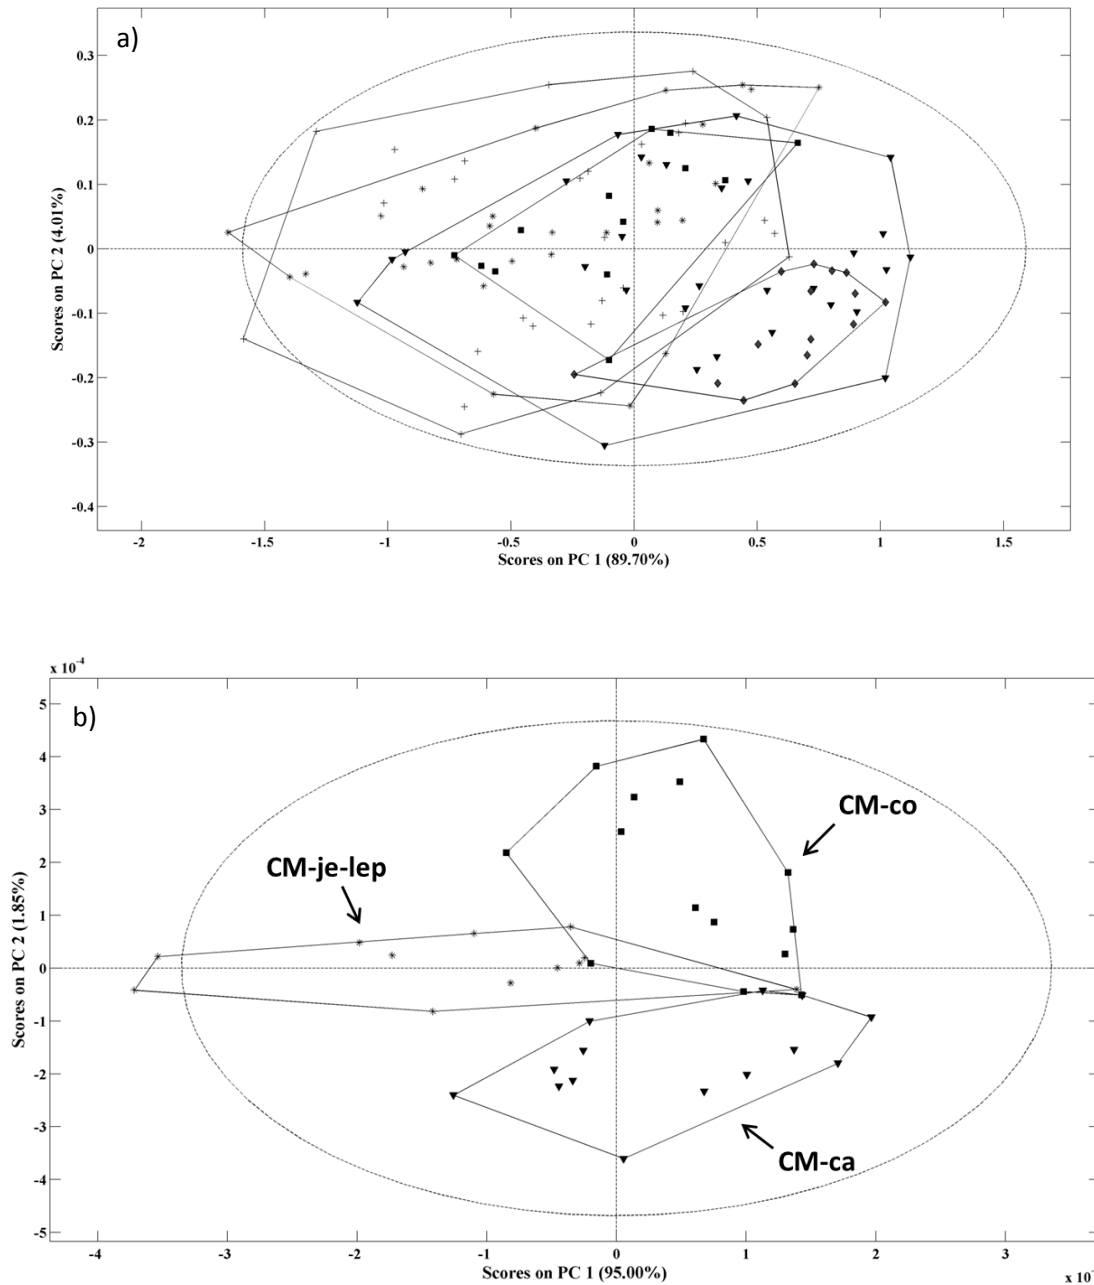 a)
0.3
0.2
0.1
0
-0.1
-0.2
-0.3
-0.4
Scores on PC 2 (4.01%)
-2 -1.5 -1 -0.5 0 0.5 1 1.5
Scores on PC 1 (89.70%)
x 10⁻⁴
b)
5
4
3
2
1
0
-1
-2
-3
-4
-5
Scores on PC 2 (1.85%)
CM-co
CM-je-lep
CM-ca
-4 -3 -2 -1 0 1 2 3
Scores on PC 1 (95.00%)
x 10